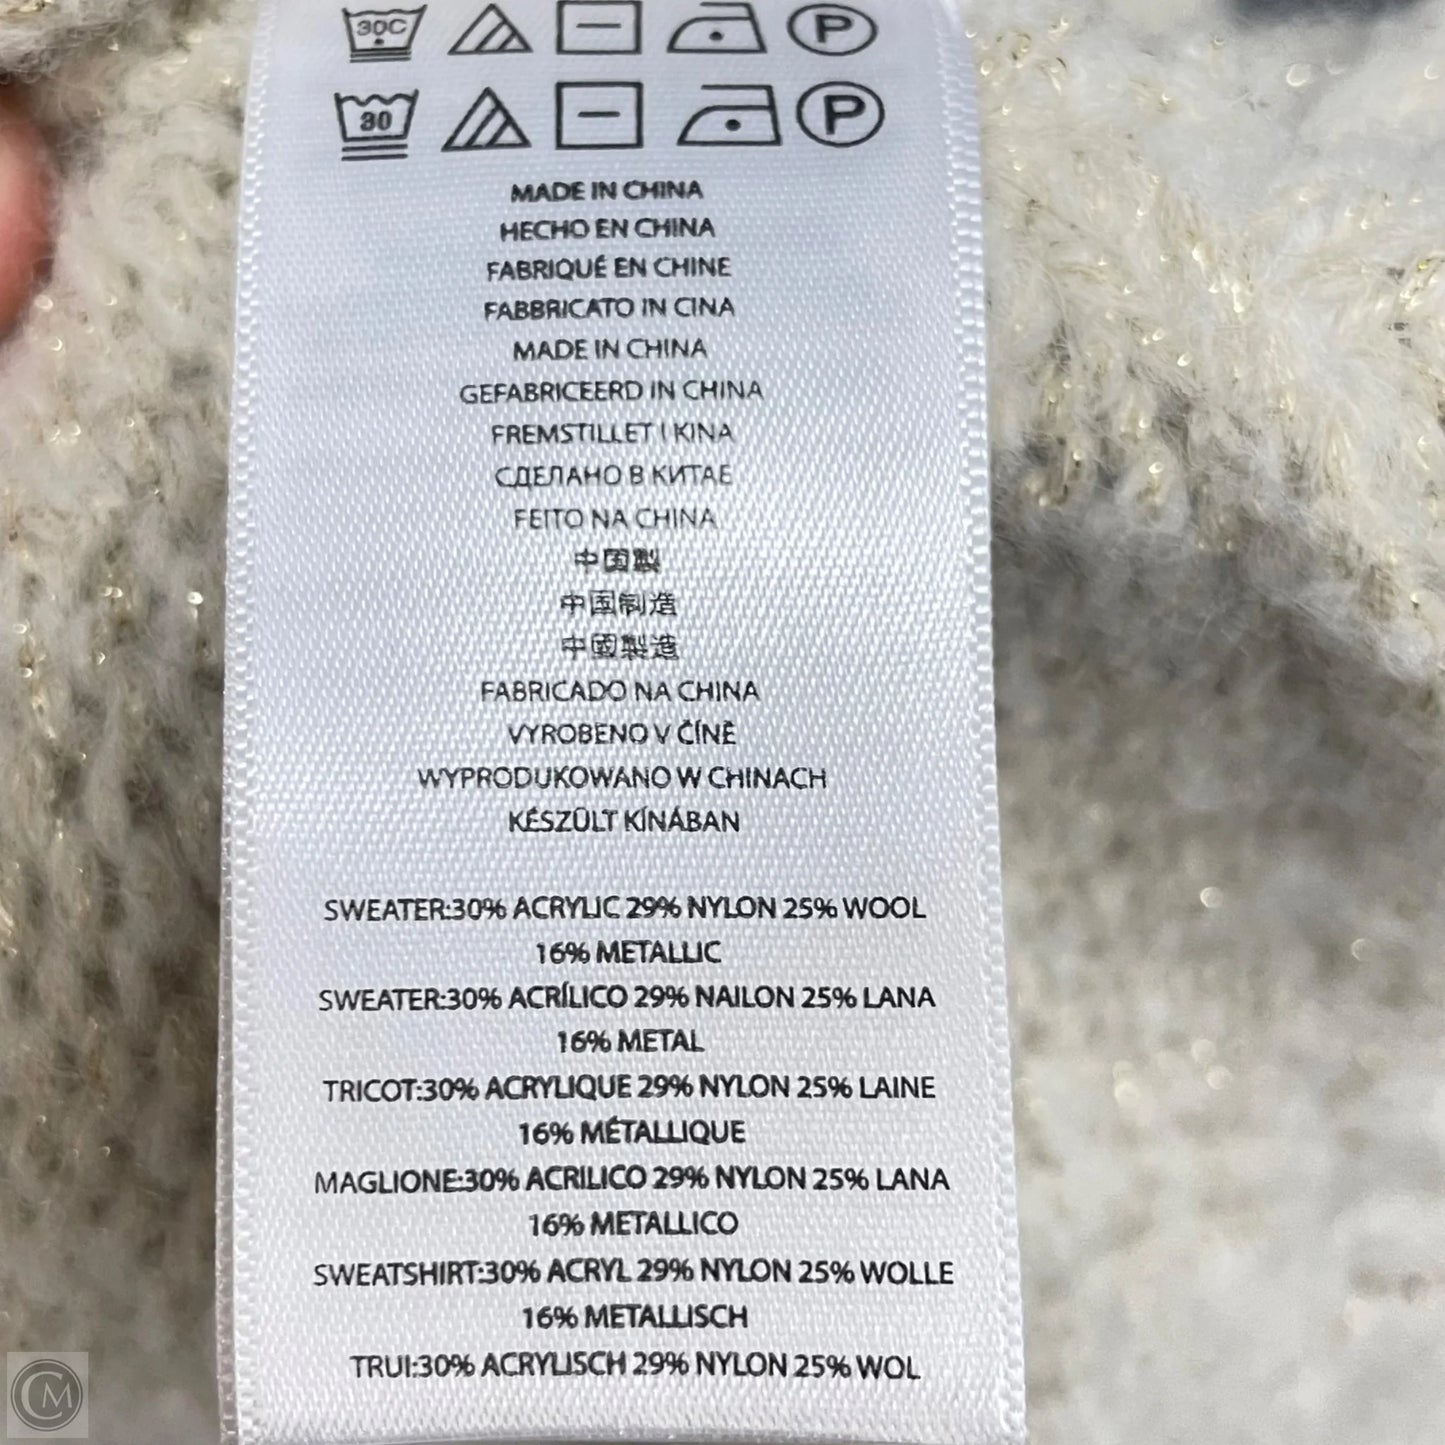 30C P
30 P
MADE IN CHINA
HECHO EN CHINA
FABRIQUÉ EN CHINE
FABBRICATO IN CINA
MADE IN CHINA
GEFABRICEERD IN CHINA
FREMSTILLET I KINA
СДЕЛАНО В КИТАЕ
FEITO NA CHINA
中国製
中国制造
中國製造
FABRICADO NA CHINA
VYROBENO V ČÍNĚ
WYPRODUKOWANO W CHINACH
KÉSZÜLT KÍNÁBAN
SWEATER:30% ACRYLIC 29% NYLON 25% WOOL
16% METALLIC
SWEATER:30% ACRÍLICO 29% NAILON 25% LANA
16% METAL
TRICOT:30% ACRYLIQUE 29% NYLON 25% LAINE
16% MÉTALLIQUE
MAGLIONE:30% ACRILICO 29% NYLON 25% LANA
16% METALLICO
SWEATSHIRT:30% ACRYL 29% NYLON 25% WOLLE
16% METALLISCH
TRUI:30% ACRYLISCH 29% NYLON 25% WOL
CM